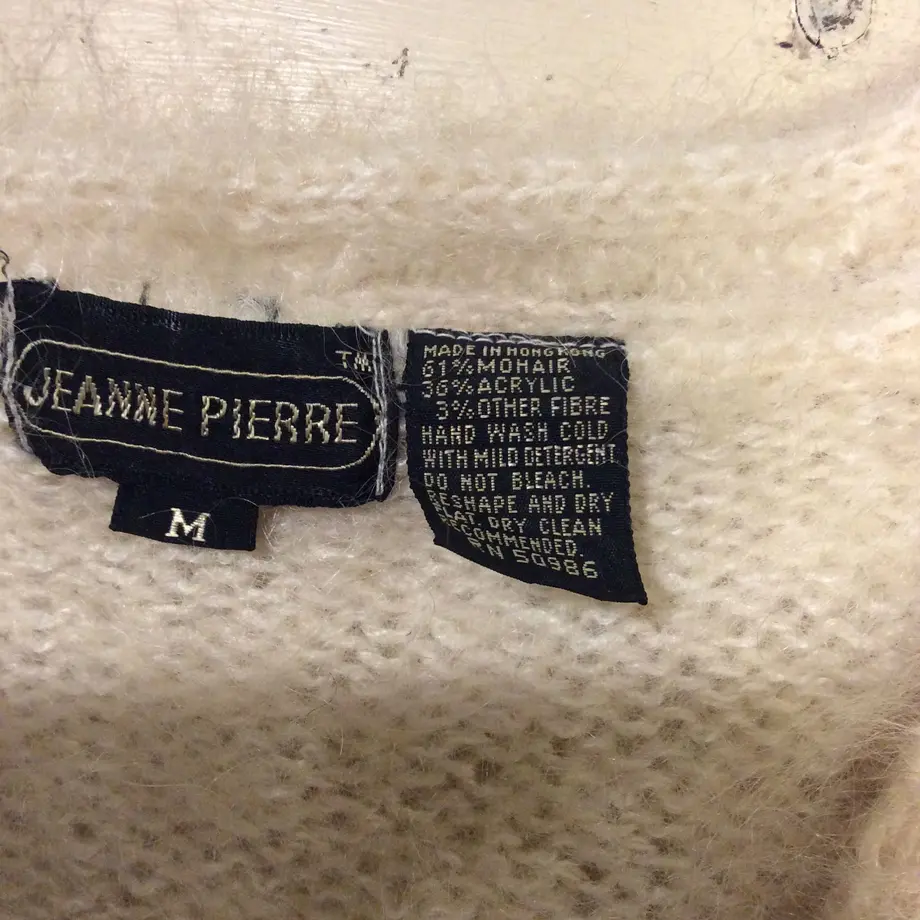 JEANNE PIERRE TM
M
MADE IN HONG KONG
61% MOHAIR
36% ACRYLIC
3% OTHER FIBRE
HAND WASH COLD
WITH MILD DETERGENT.
DO NOT BLEACH.
RESHAPE AND DRY
FLAT. DRY CLEAN
RECOMMENDED.
RN 50986